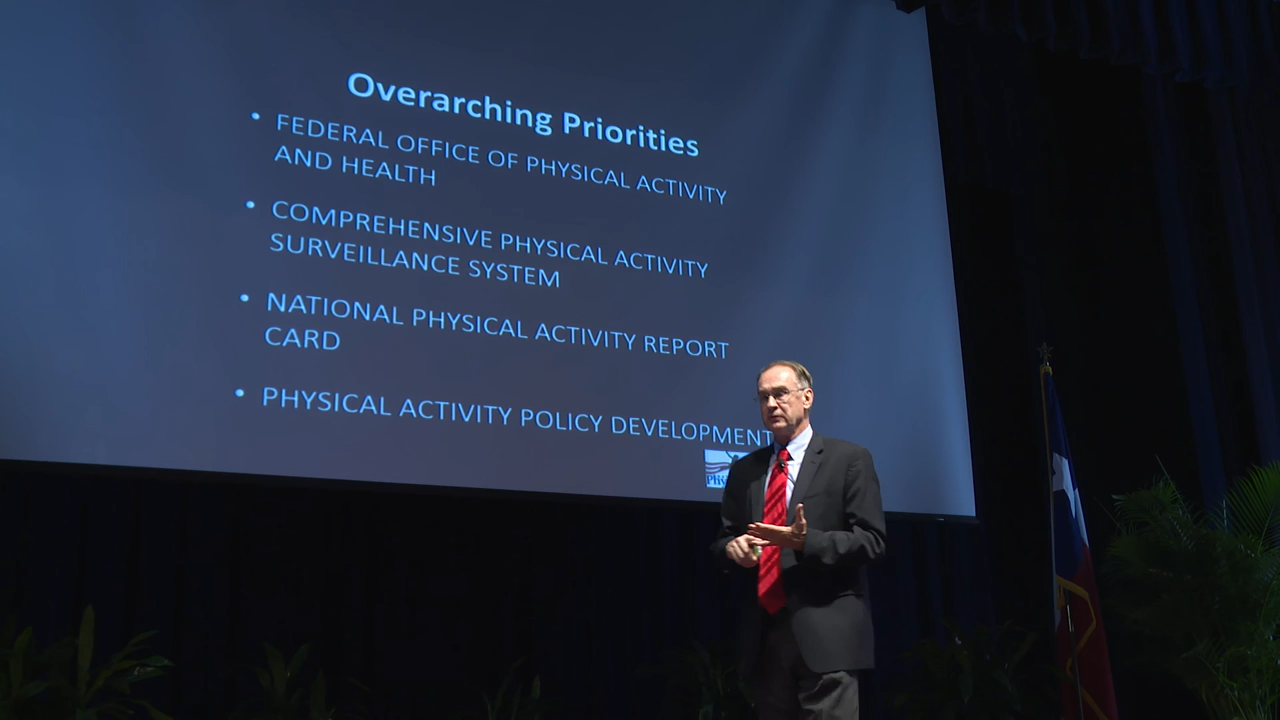 Overarching Priorities
• FEDERAL OFFICE OF PHYSICAL ACTIVITY
AND HEALTH
• COMPREHENSIVE PHYSICAL ACTIVITY
SURVEILLANCE SYSTEM
• NATIONAL PHYSICAL ACTIVITY REPORT
CARD
• PHYSICAL ACTIVITY POLICY DEVELOPMENT